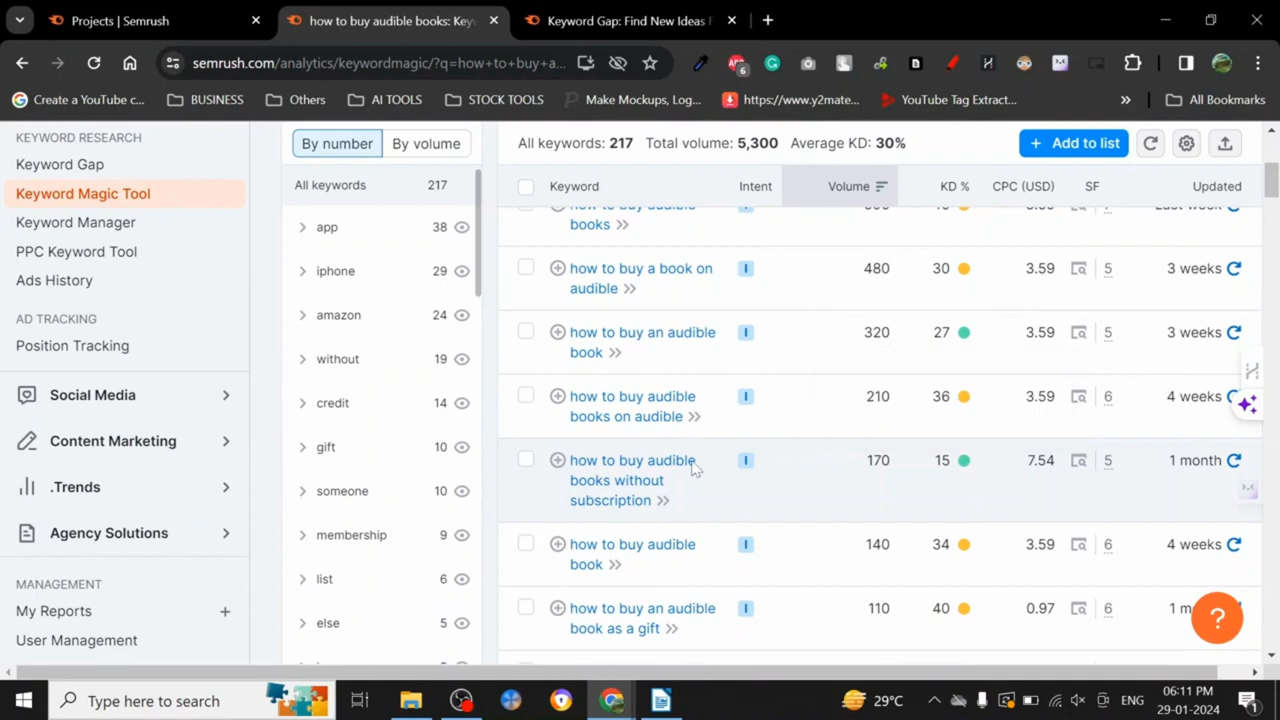 Projects | Semrush
how to buy audible books: Key
Keyword Gap: Find New Ideas F
semrush.com/analytics/keywordmagic/?q=how+to+buy+a...
6
Create a YouTube c...
BUSINESS
Others
AI TOOLS
STOCK TOOLS
Make Mockups, Log...
https://www.y2mate...
YouTube Tag Extract...
All Bookmarks
KEYWORD RESEARCH
Keyword Gap
Keyword Magic Tool
Keyword Manager
PPC Keyword Tool
Ads History
AD TRACKING
Position Tracking
Social Media
Content Marketing
.Trends
Agency Solutions
MANAGEMENT
My Reports +
User Management
By number By volume
All keywords 217
app 38
iphone 29
amazon 24
without 19
credit 14
gift 10
someone 10
membership 9
list 6
else 5
All keywords: 217 Total volume: 5,300 Average KD: 30%
+ Add to list
Keyword Intent Volume KD % CPC (USD) SF Updated
books
how to buy a book on I 480 30 3.59 5 3 weeks
audible
how to buy an audible I 320 27 3.59 5 3 weeks
book
how to buy audible I 210 36 3.59 6 4 weeks
books on audible
how to buy audible I 170 15 7.54 5 1 month
books without
subscription
how to buy audible I 140 34 3.59 6 4 weeks
book
how to buy an audible I 110 40 0.97 6 1 m
book as a gift
?
Type here to search
29°C
ENG
06:11 PM
29-01-2024
1